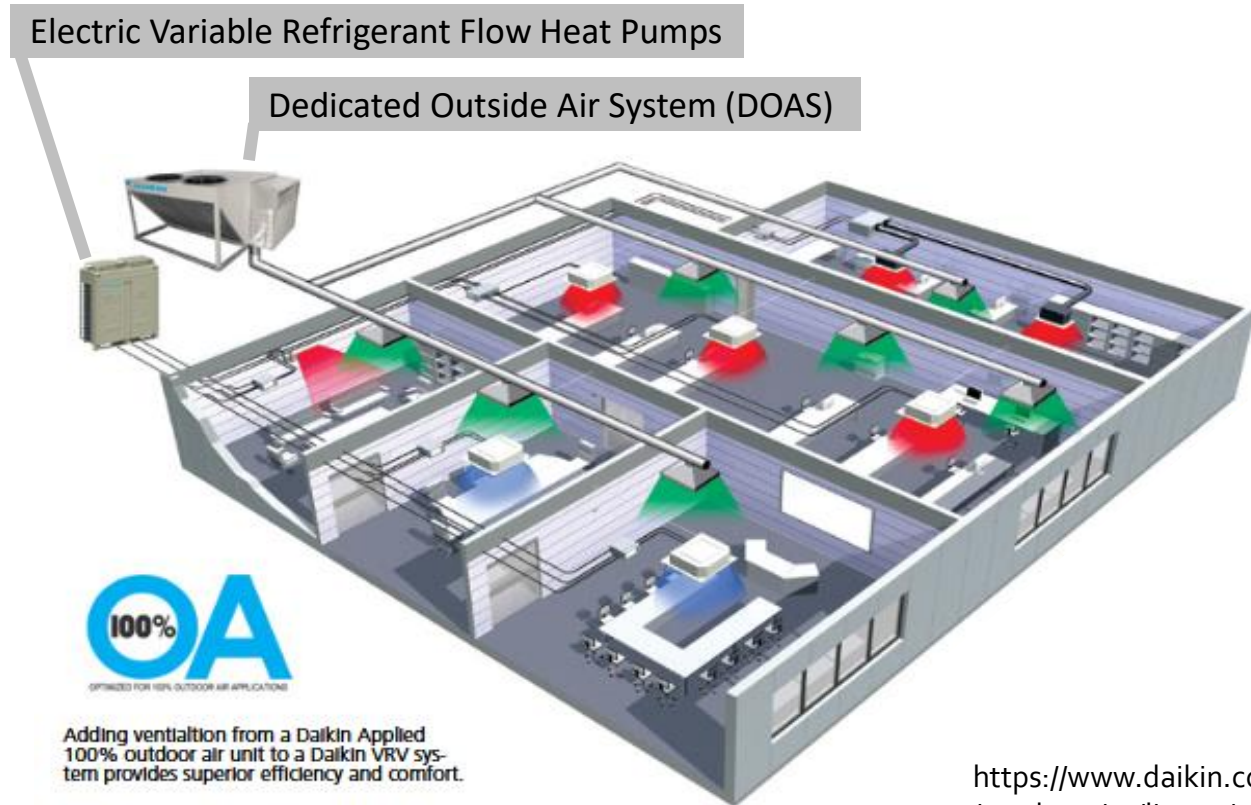 Electric Variable Refrigerant Flow Heat Pumps
Dedicated Outside Air System (DOAS)
100%
OA
OPTIMIZED FOR 100% OUTDOOR AIR APPLICATIONS
Adding ventialtion from a Daikin Applied
100% outdoor air unit to a Daikin VRV sys-
tem provides superior efficiency and comfort.
https://www.daikin.co